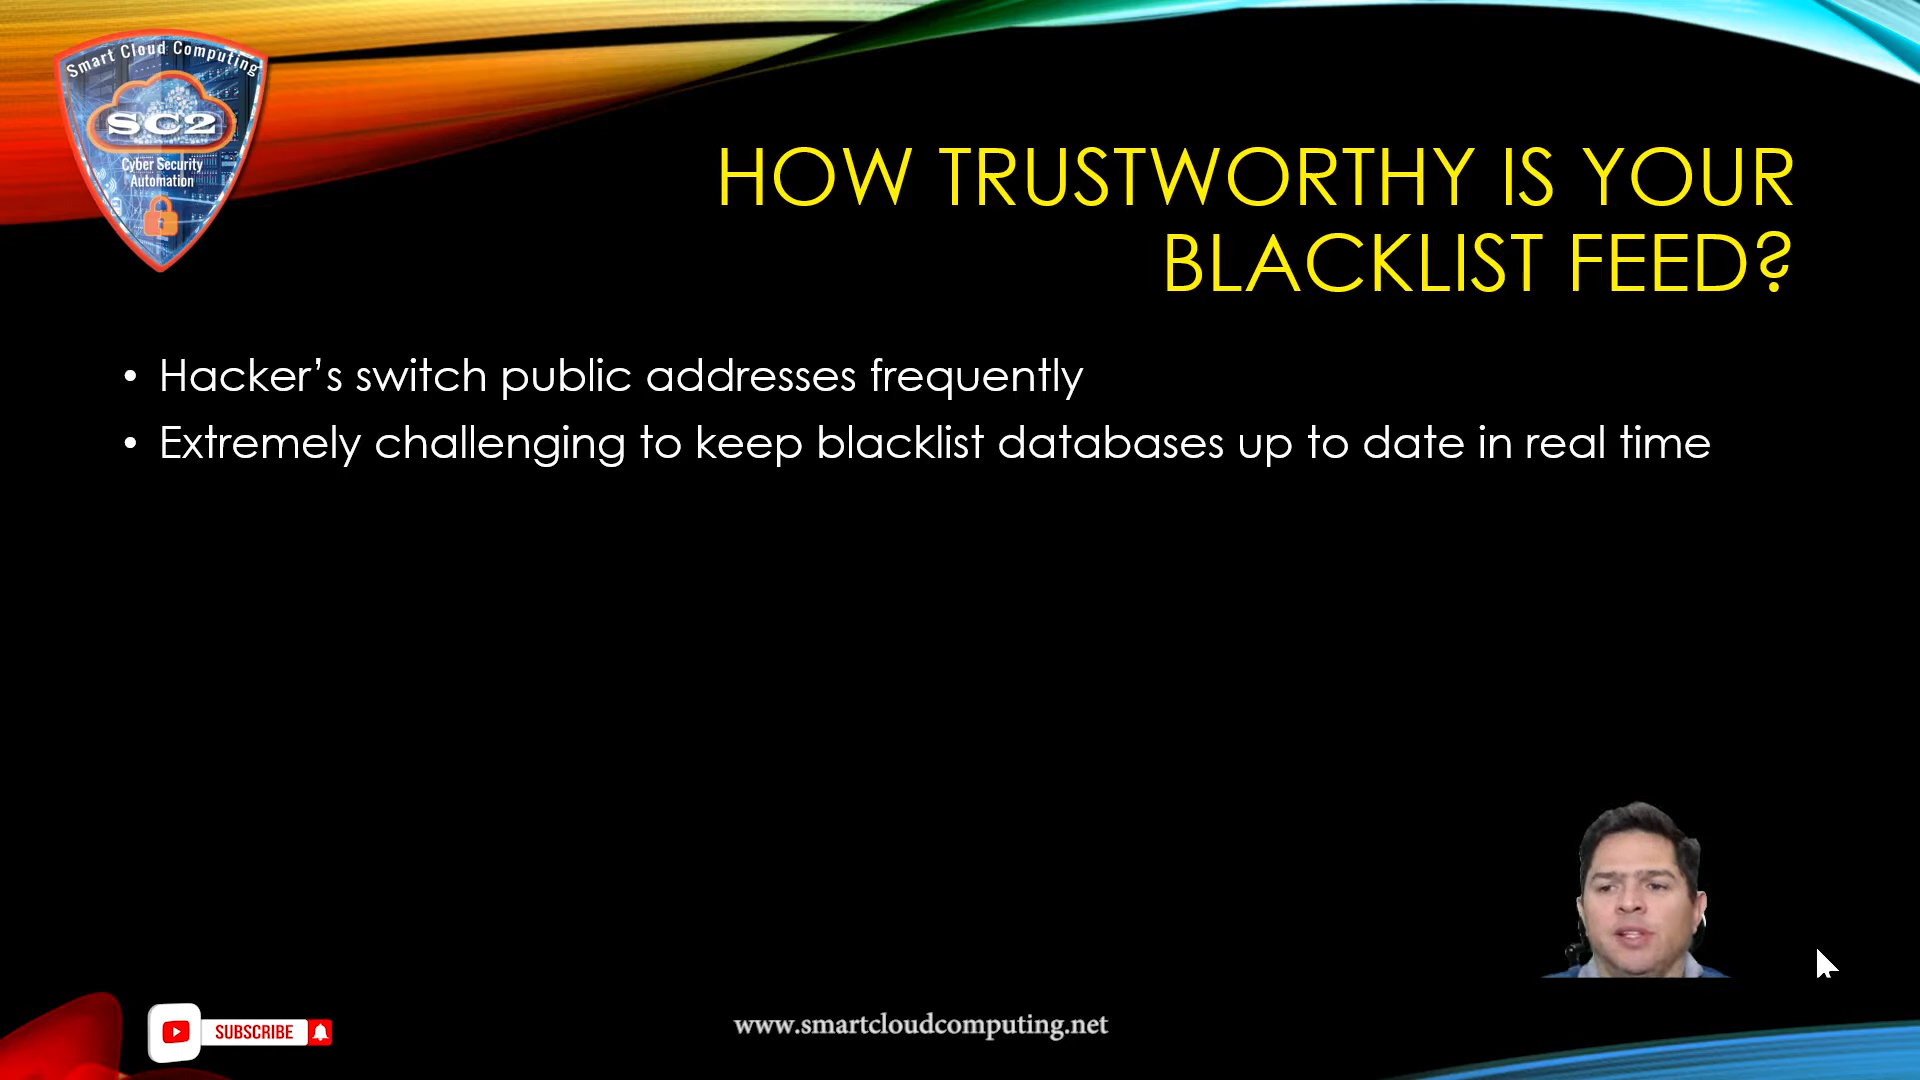 Smart Cloud Computing
SC2
Cyber Security
Automation
HOW TRUSTWORTHY IS YOUR
BLACKLIST FEED?
• Hacker’s switch public addresses frequently
• Extremely challenging to keep blacklist databases up to date in real time
SUBSCRIBE
www.smartcloudcomputing.net